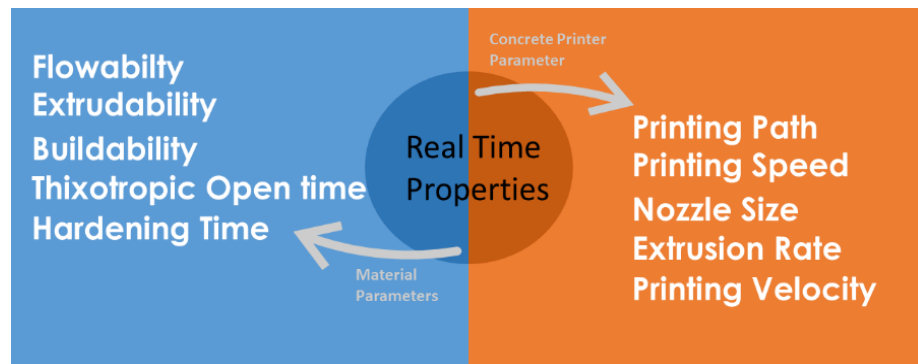 Flowabilty
Extrudability
Buildability
Thixotropic Open time
Hardening Time
Real Time
Properties
Material
Parameters
Concrete Printer
Parameter
Printing Path
Printing Speed
Nozzle Size
Extrusion Rate
Printing Velocity